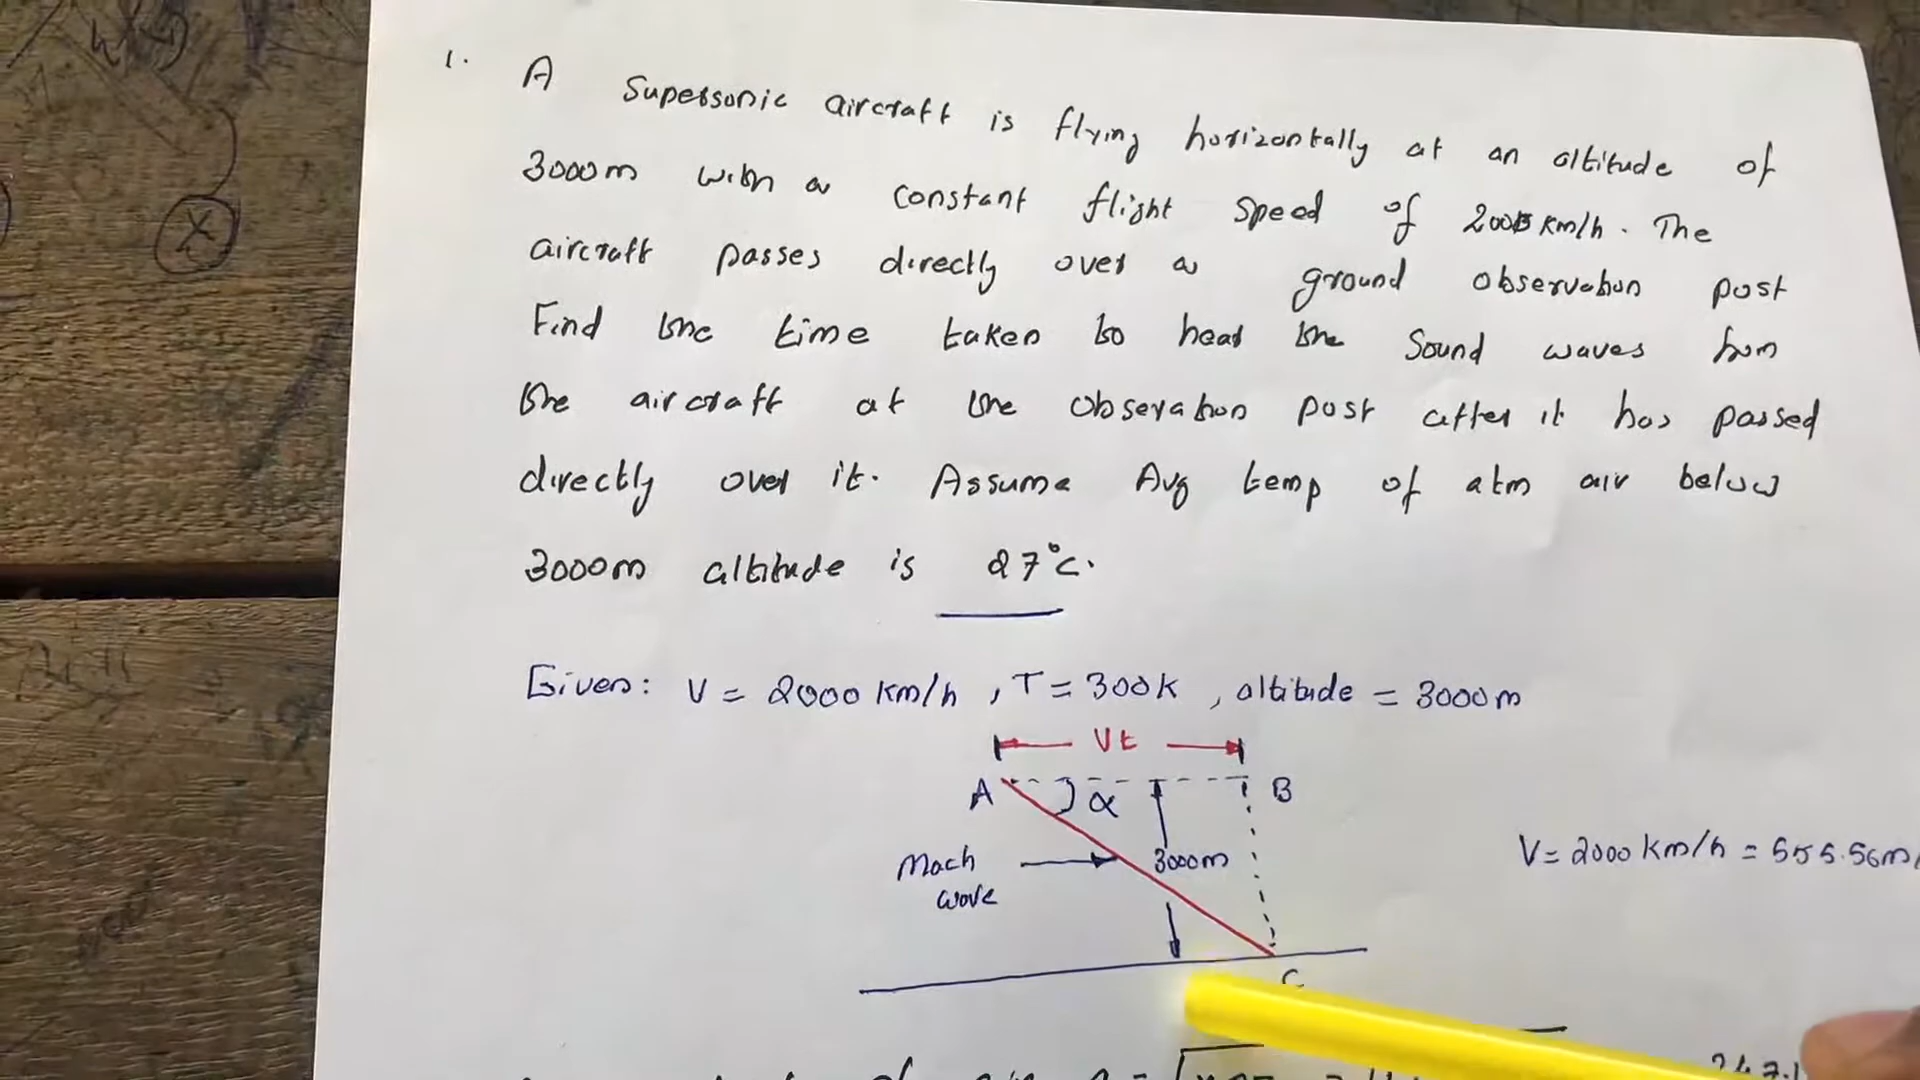 1. A Supersonic aircraft is flying horizontally at an altitude of
3000m with a constant flight speed of 2000 km/h. The
aircraft passes directly over a ground observation post
Find the time taken to hear the Sound waves from
the aircraft at the observation post after it has passed
directly over it. Assume Avg temp of atm air below
3000m altitude is 27°C.
Given: V = 2000 km/h, T = 300K, altitude = 3000m
Vt
A α B
Mach
wave
3000m
V = 2000 km/h = 555.56m/
C